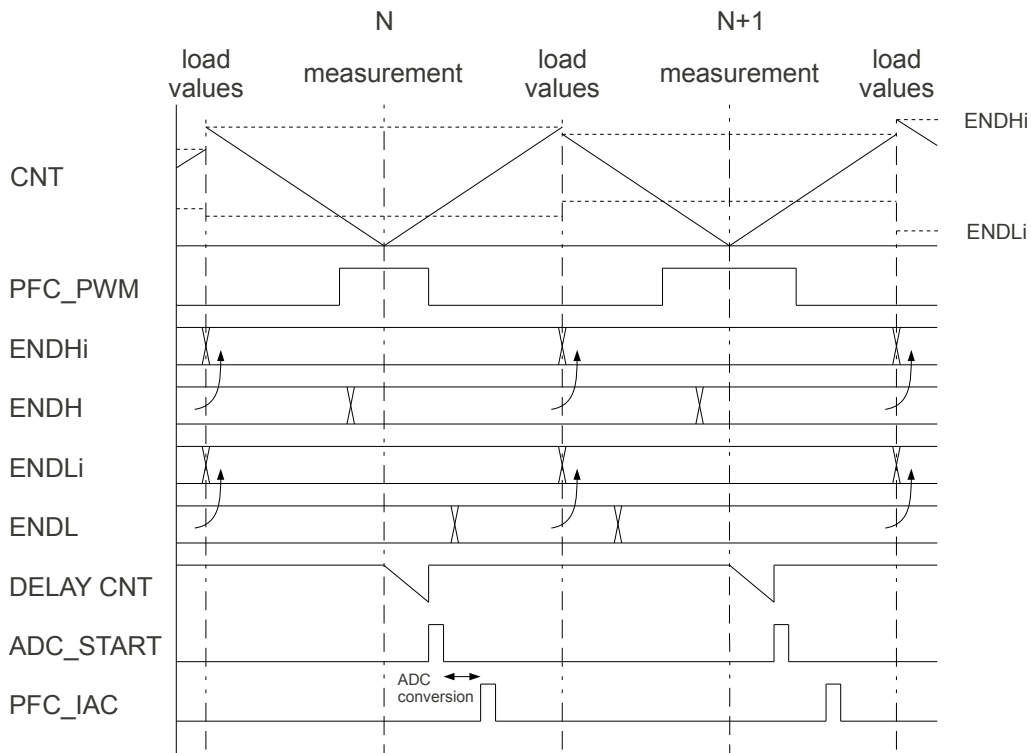 N
N+1
load
values
measurement
load
values
measurement
load
values
ENDHi
CNT
ENDLi
PFC_PWM
ENDHi
ENDH
ENDLi
ENDL
DELAY CNT
ADC_START
ADC
conversion
PFC_IAC